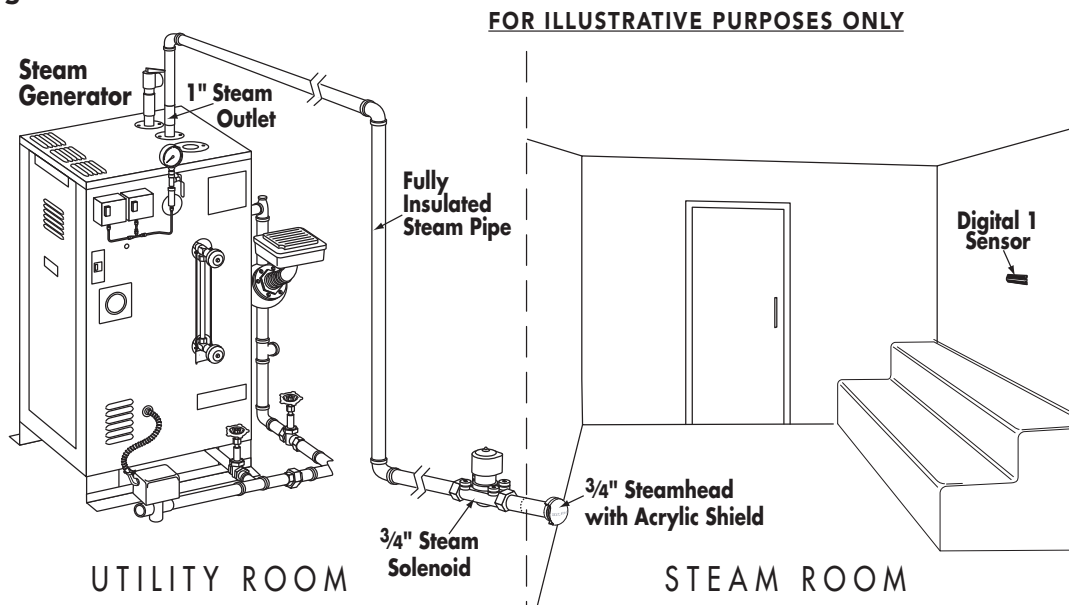 FOR ILLUSTRATIVE PURPOSES ONLY
Steam
Generator
1" Steam
Outlet
Fully
Insulated
Steam Pipe
Digital 1
Sensor
3/4" Steamhead
with Acrylic Shield
3/4" Steam
Solenoid
UTILITY ROOM
STEAM ROOM